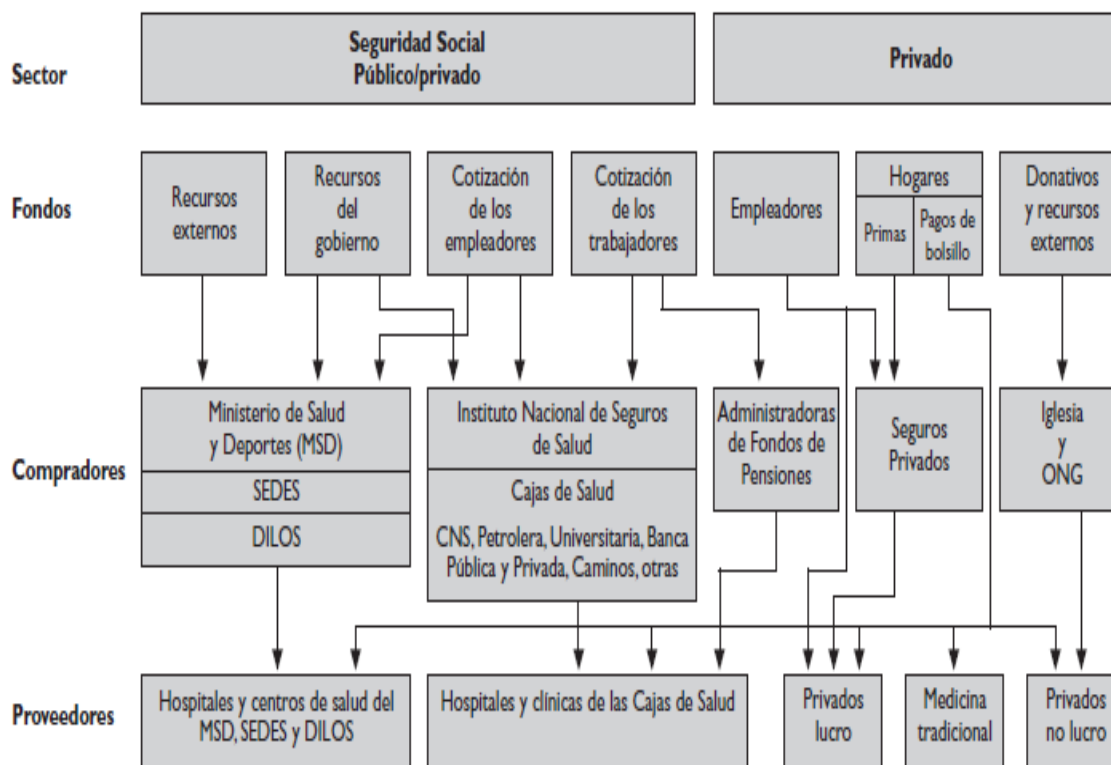 Sector
Seguridad Social
Público/privado
Privado
Fondos
Recursos
externos
Recursos
del
gobierno
Cotización
de los
empleadores
Cotización
de los
trabajadores
Empleadores
Hogares
Primas
Pagos de
bolsillo
Donativos
y recursos
externos
Compradores
Ministerio de Salud
y Deportes (MSD)
SEDES
DILOS
Instituto Nacional de Seguros
de Salud
Cajas de Salud
CNS, Petrolera, Universitaria, Banca
Pública y Privada, Caminos, otras
Administradoras
de Fondos de
Pensiones
Seguros
Privados
Iglesia
y
ONG
Proveedores
Hospitales y centros de salud del
MSD, SEDES y DILOS
Hospitales y clínicas de las Cajas de Salud
Privados
lucro
Medicina
tradicional
Privados
no lucro